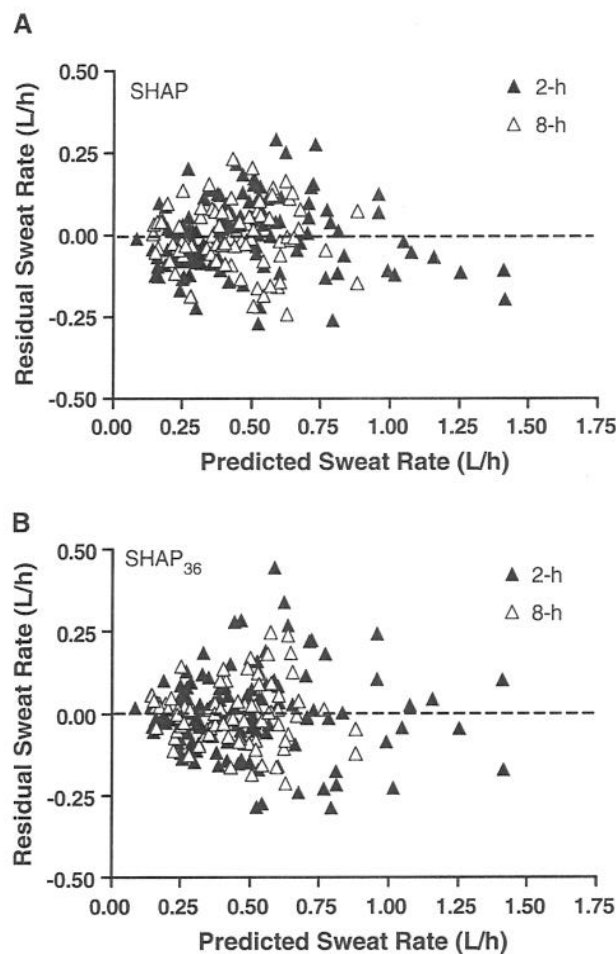 A
Residual Sweat Rate (L/h)
0.50
0.25
0.00
-0.25
-0.50
SHAP
▲ 2-h
△ 8-h
0.00 0.25 0.50 0.75 1.00 1.25 1.50 1.75
Predicted Sweat Rate (L/h)
B
Residual Sweat Rate (L/h)
0.50
0.25
0.00
-0.25
-0.50
SHAP₃₆
▲ 2-h
△ 8-h
0.00 0.25 0.50 0.75 1.00 1.25 1.50 1.75
Predicted Sweat Rate (L/h)